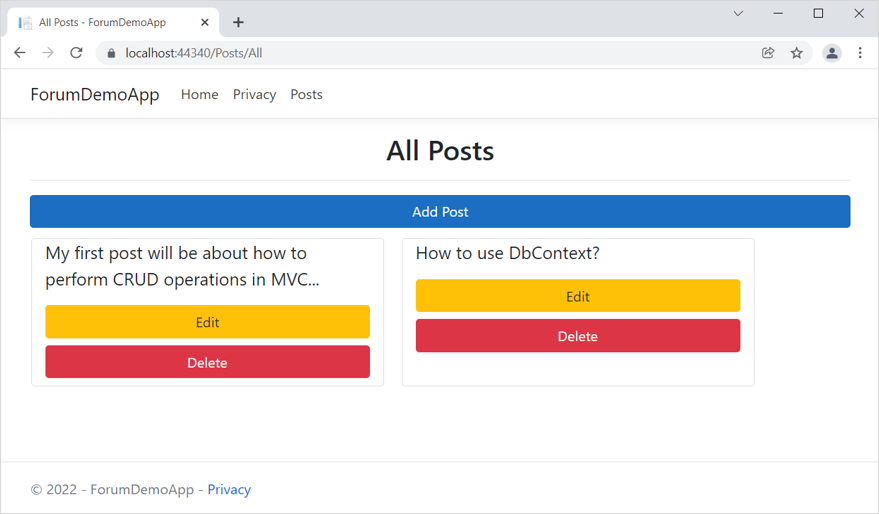 All Posts - ForumDemoApp
localhost:44340/Posts/All
ForumDemoApp Home Privacy Posts
All Posts
Add Post
My first post will be about how to
perform CRUD operations in MVC...
Edit
Delete
How to use DbContext?
Edit
Delete
© 2022 - ForumDemoApp - Privacy